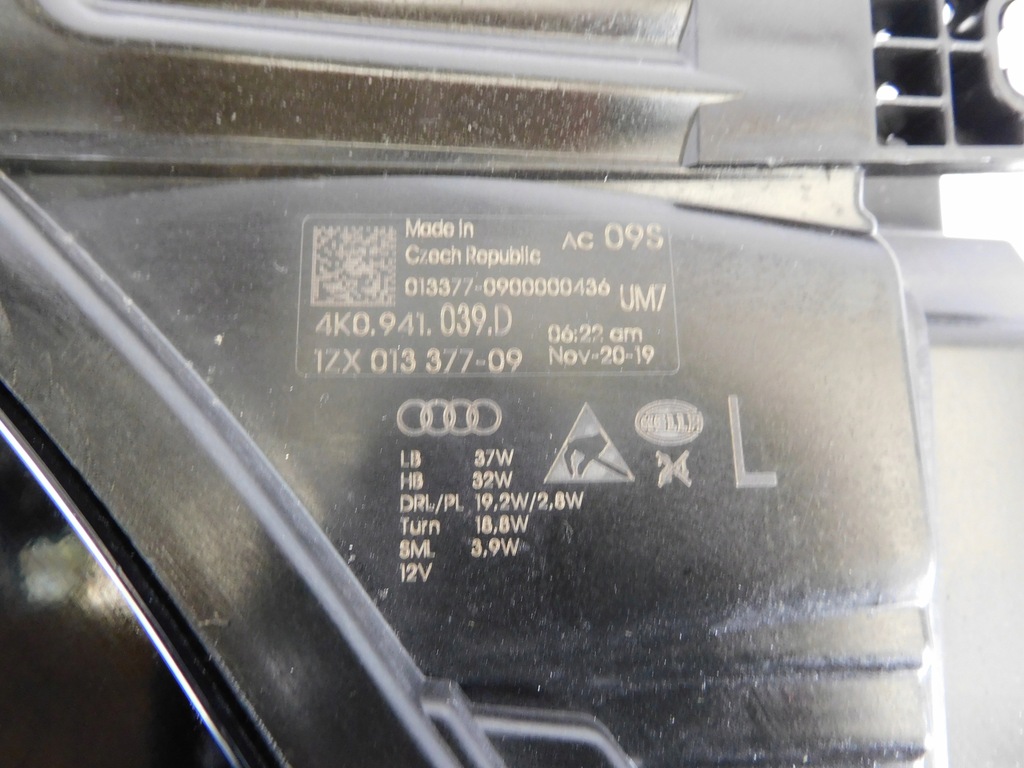 Made in
Czech Republic
AC 09S
013377-0900000436
UM7
4K0.941.039.D
06:22 am
1ZX 013 377-09
Nov-20-19
HELLA
L
LB 37W
HB 32W
DRL/PL 19,2W/2,8W
Turn 18,8W
SML 3,9W
12V